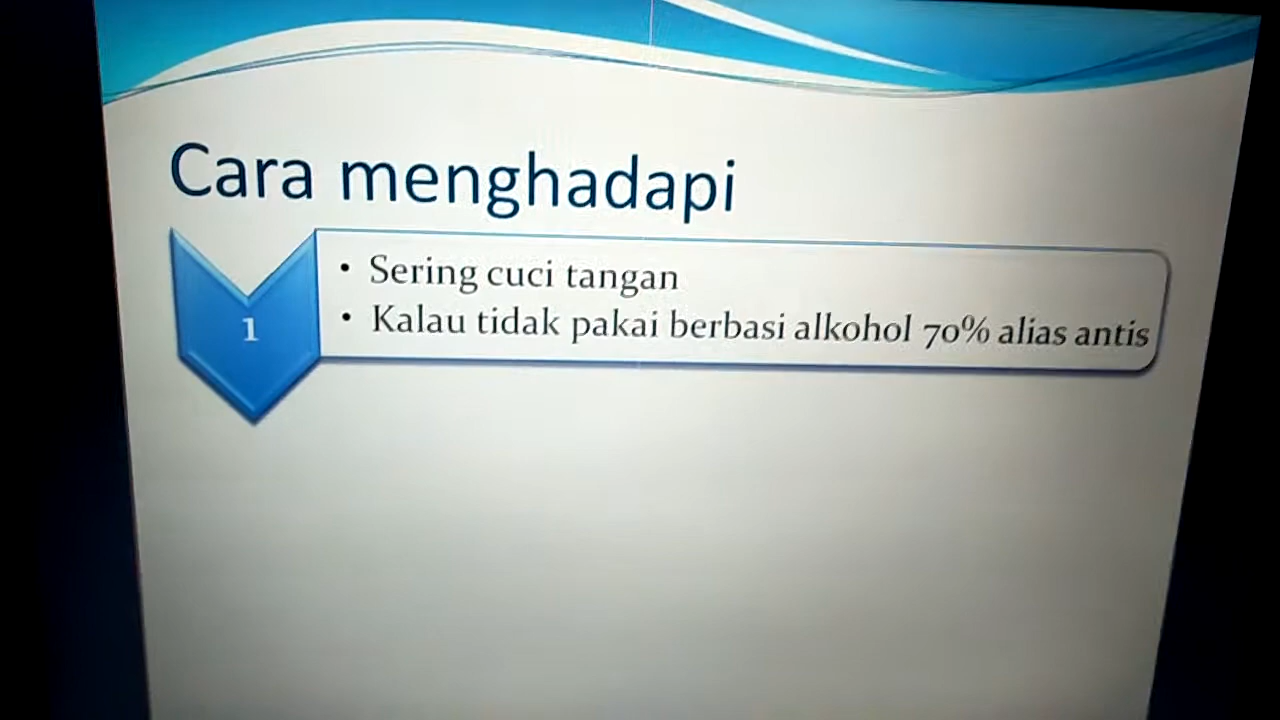 Cara menghadapi
1
• Sering cuci tangan
• Kalau tidak pakai berbasi alkohol 70% alias antis